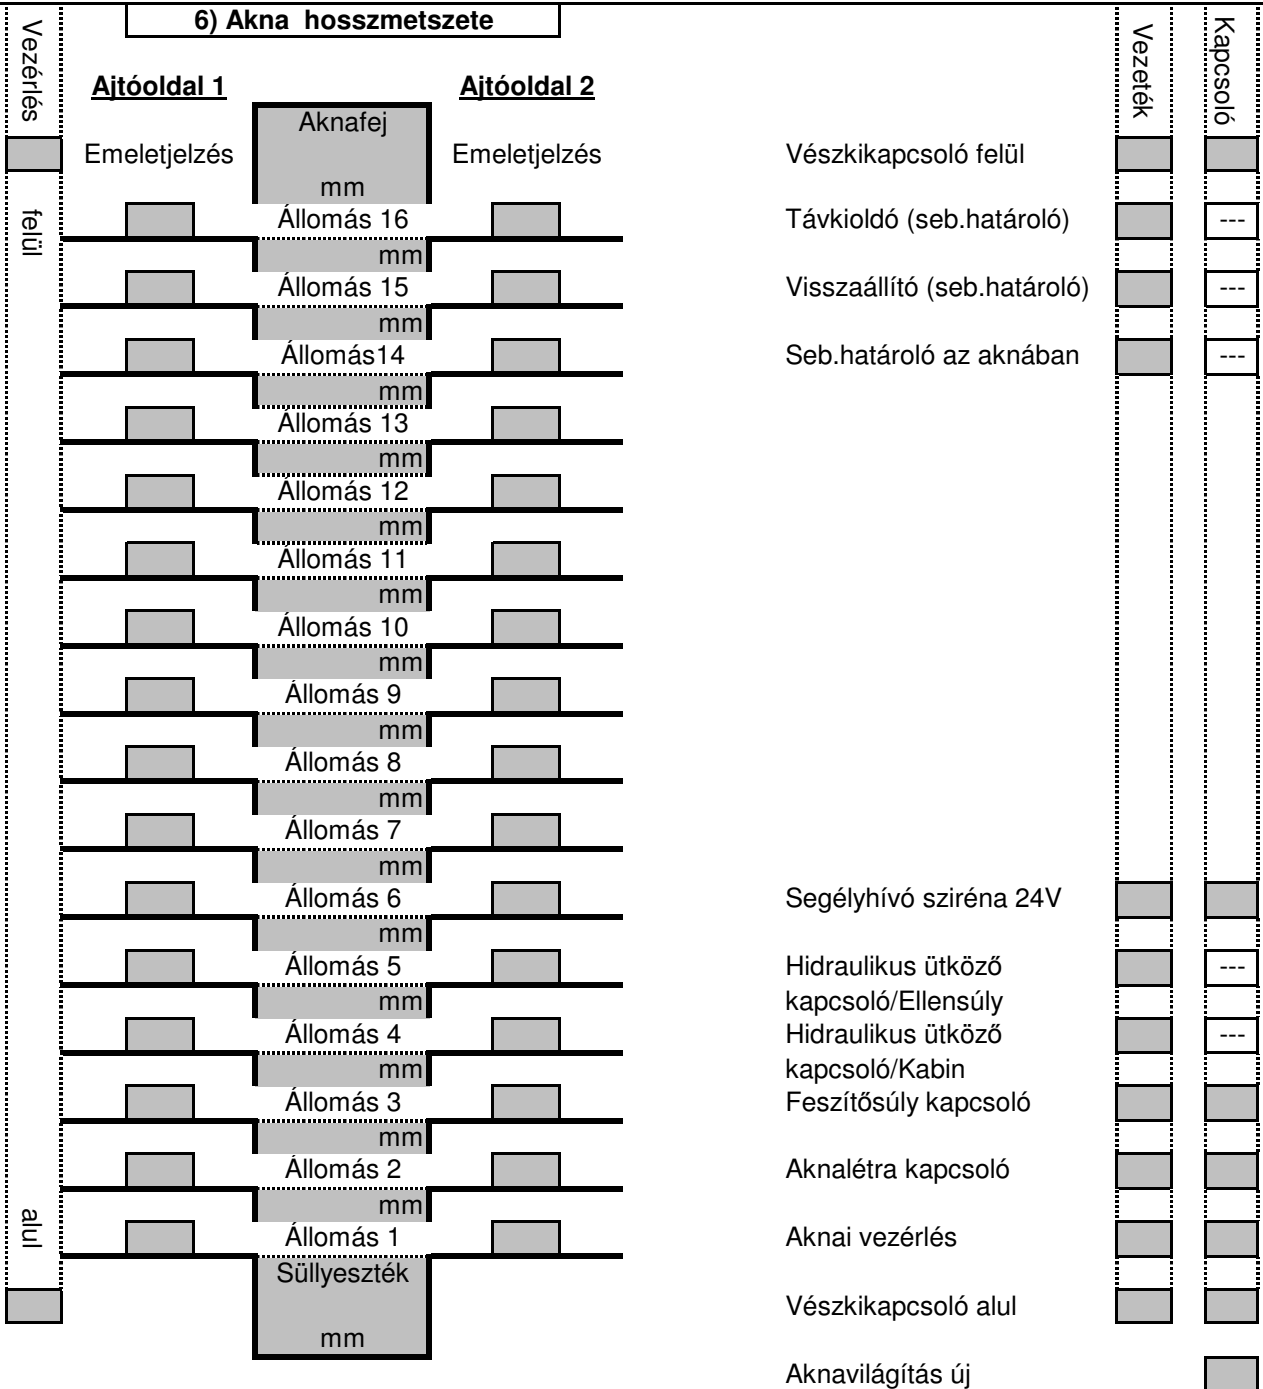 6) Akna hosszmetszete
Vezérlés
Vezeték
Kapcsoló
Ajtóoldal 1
Ajtóoldal 2
Aknafej
Emeletjelzés
Emeletjelzés
Vészkikapcsoló felül
mm
felül
Állomás 16
Távkioldó (seb.határoló)
---
mm
Állomás 15
Visszaállító (seb.határoló)
---
mm
Állomás14
Seb.határoló az aknában
---
mm
Állomás 13
mm
Állomás 12
mm
Állomás 11
mm
Állomás 10
mm
Állomás 9
mm
Állomás 8
mm
Állomás 7
mm
Állomás 6
Segélyhívó sziréna 24V
mm
Állomás 5
Hidraulikus ütköző
---
mm
kapcsoló/Ellensúly
Állomás 4
Hidraulikus ütköző
---
mm
kapcsoló/Kabin
Állomás 3
Feszítősúly kapcsoló
mm
Állomás 2
Aknalétra kapcsoló
mm
alul
Állomás 1
Aknai vezérlés
Süllyeszték
Vészkikapcsoló alul
mm
Aknavilágítás új